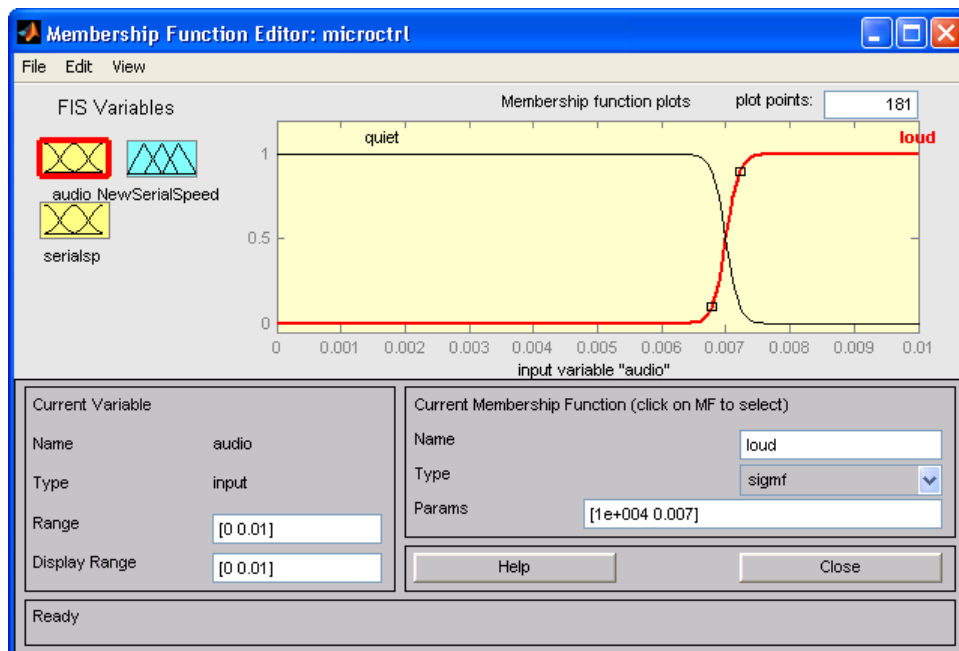 Membership Function Editor: microctrl
File Edit View
FIS Variables
audio NewSerialSpeed
serialsp
Membership function plots plot points: 181
quiet loud
1
0.5
0
0 0.001 0.002 0.003 0.004 0.005 0.006 0.007 0.008 0.009 0.01
input variable "audio"
Current Variable
Name audio
Type input
Range [0 0.01]
Display Range [0 0.01]
Current Membership Function (click on MF to select)
Name loud
Type sigmf
Params [1e+004 0.007]
Help Close
Ready